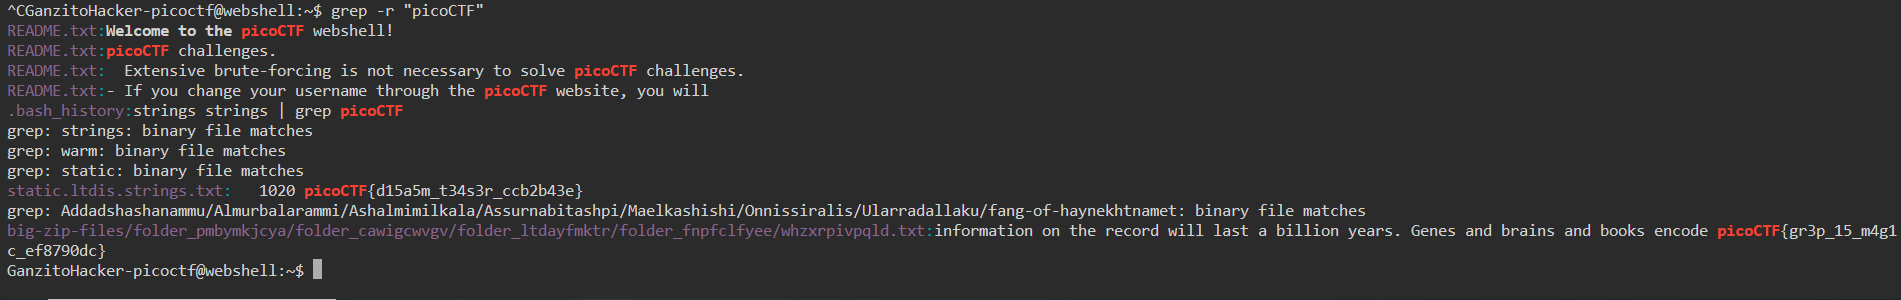 ^CGanzitoHacker-picoctf@webshell:~$ grep -r "picoCTF"
README.txt:Welcome to the picoCTF webshell!
README.txt:picoCTF challenges.
README.txt:  Extensive brute-forcing is not necessary to solve picoCTF challenges.
README.txt:- If you change your username through the picoCTF website, you will
.bash_history:strings strings | grep picoCTF
grep: strings: binary file matches
grep: warm: binary file matches
grep: static: binary file matches
static.ltdis.strings.txt:   1020 picoCTF{d15a5m_t34s3r_ccb2b43e}
grep: Addadshashanammu/Almurbalarammi/Ashalmimilkala/Assurnabitashpi/Maelkashishi/Onnissiralis/Ularradallaku/fang-of-haynekhtnamet: binary file matches
big-zip-files/folder_pmbymkjcya/folder_cawigcwvgv/folder_ltdayfmktr/folder_fnpfclfyee/whzxrpivpqld.txt:information on the record will last a billion years. Genes and brains and books encode picoCTF{gr3p_15_m4g1
c_ef8790dc}
GanzitoHacker-picoctf@webshell:~$